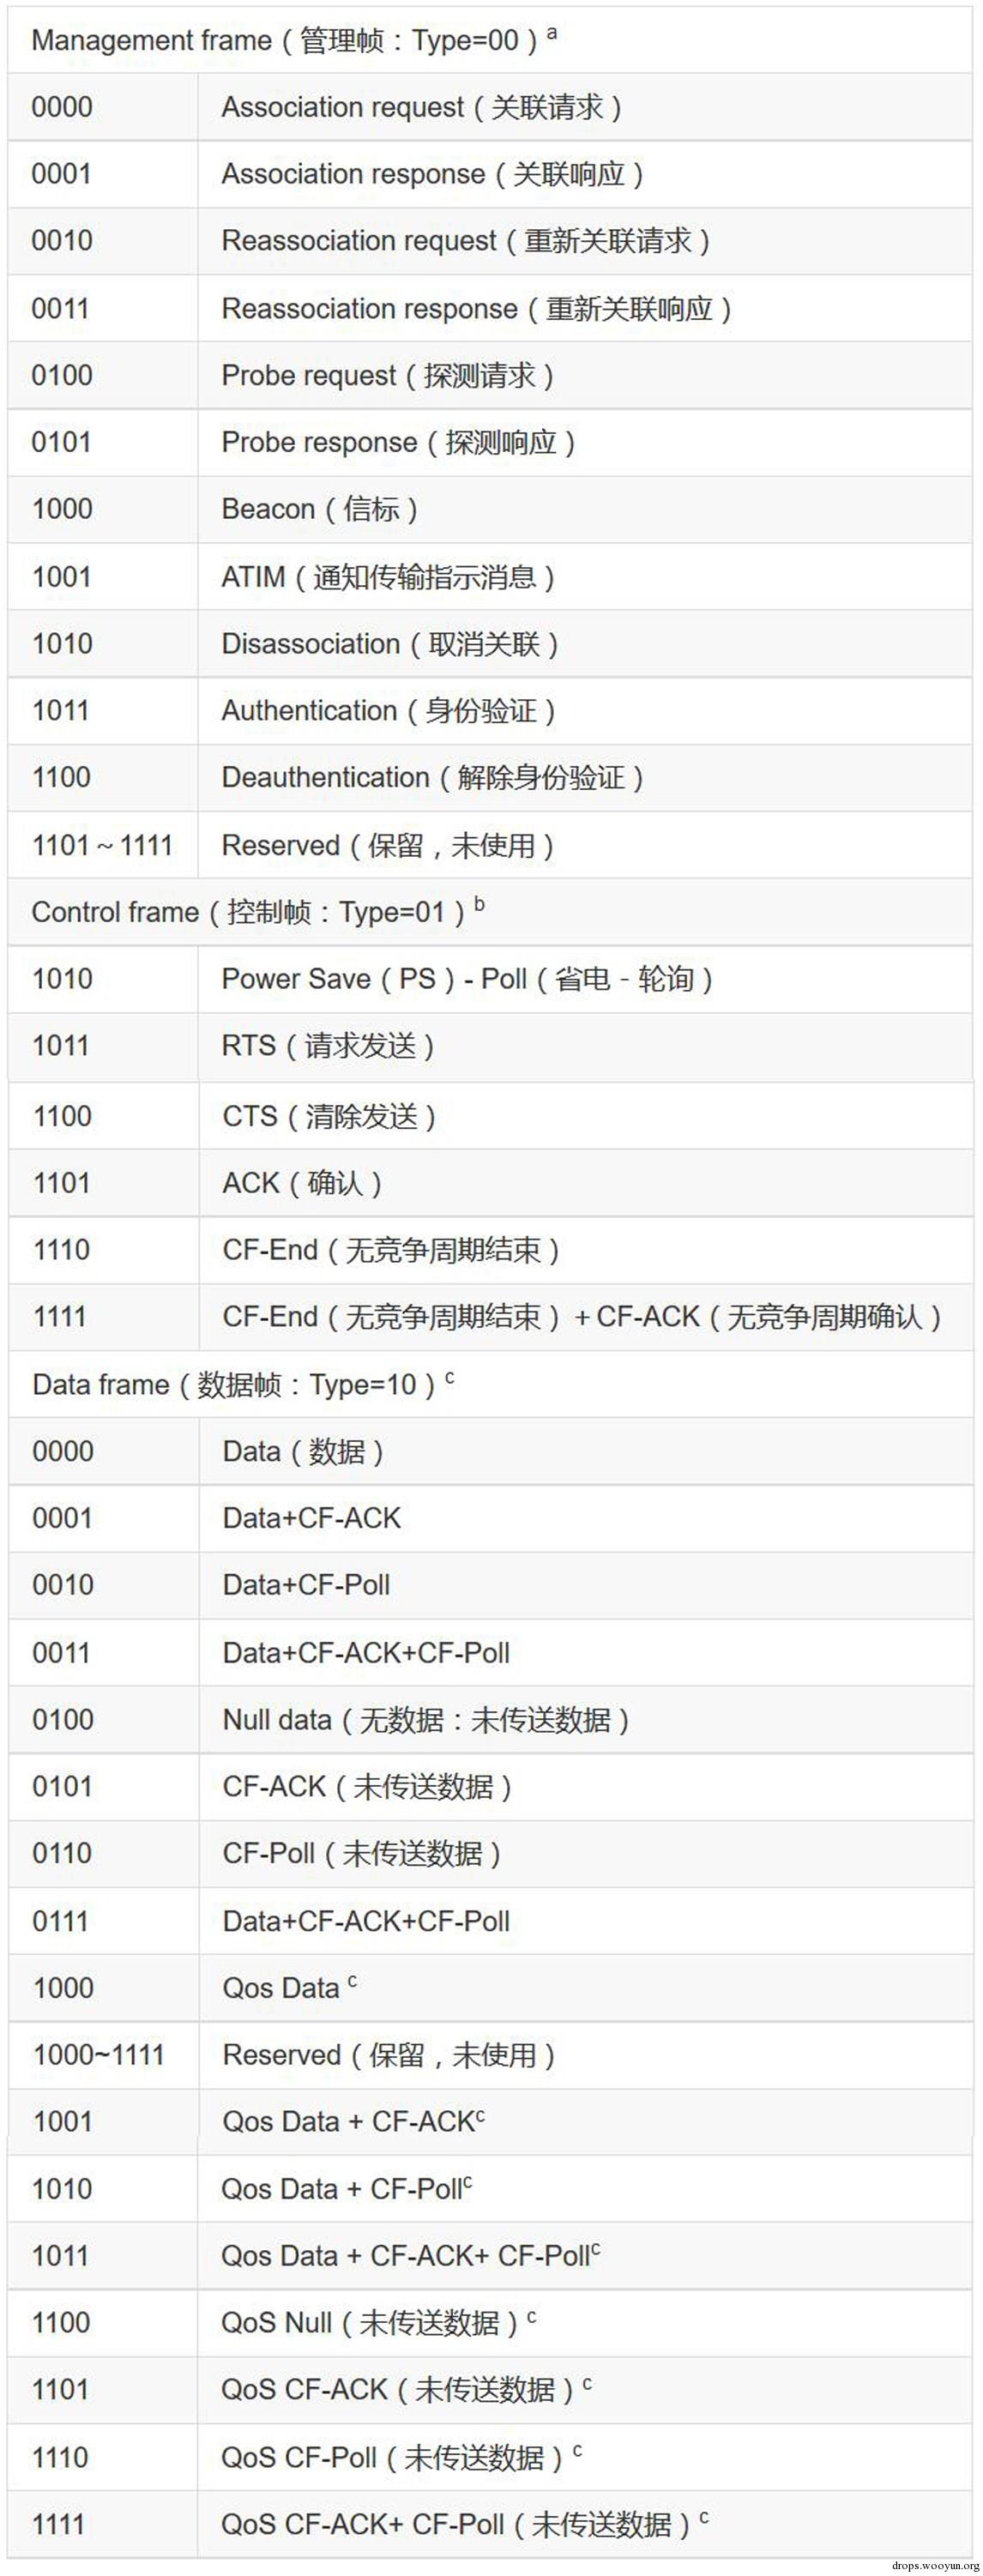 Management frame（管理帧：Type=00）a
0000 Association request（关联请求）
0001 Association response（关联响应）
0010 Reassociation request（重新关联请求）
0011 Reassociation response（重新关联响应）
0100 Probe request（探测请求）
0101 Probe response（探测响应）
1000 Beacon（信标）
1001 ATIM（通知传输指示消息）
1010 Disassociation（取消关联）
1011 Authentication（身份验证）
1100 Deauthentication（解除身份验证）
1101～1111 Reserved（保留，未使用）
Control frame（控制帧：Type=01）b
1010 Power Save（PS）- Poll（省电－轮询）
1011 RTS（请求发送）
1100 CTS（清除发送）
1101 ACK（确认）
1110 CF-End（无竞争周期结束）
1111 CF-End（无竞争周期结束）＋CF-ACK（无竞争周期确认）
Data frame（数据帧：Type=10）c
0000 Data（数据）
0001 Data+CF-ACK
0010 Data+CF-Poll
0011 Data+CF-ACK+CF-Poll
0100 Null data（无数据：未传送数据）
0101 CF-ACK（未传送数据）
0110 CF-Poll（未传送数据）
0111 Data+CF-ACK+CF-Poll
1000 Qos Data c
1000~1111 Reserved（保留，未使用）
1001 Qos Data + CF-ACKc
1010 Qos Data + CF-Pollc
1011 Qos Data + CF-ACK+ CF-Pollc
1100 QoS Null（未传送数据）c
1101 QoS CF-ACK（未传送数据）c
1110 QoS CF-Poll（未传送数据）c
1111 QoS CF-ACK+ CF-Poll（未传送数据）c
drops.wooyun.org